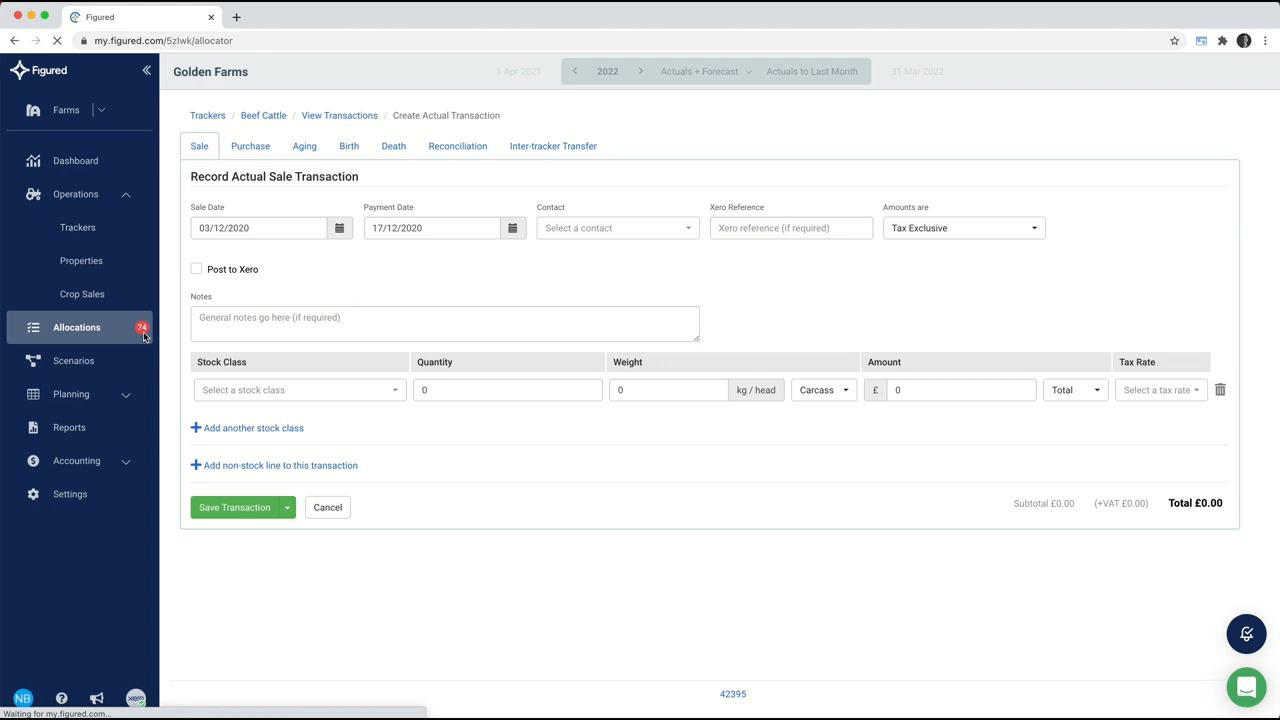 Figured
my.figured.com/5zlwk/allocator
Figured
Golden Farms
1 Apr 2021
2022
Actuals + Forecast
Actuals to Last Month
31 Mar 2022
Farms
Dashboard
Operations
Trackers
Properties
Crop Sales
Allocations
74
Scenarios
Planning
Reports
Accounting
Settings
NB
xero
Waiting for my.figured.com...
Trackers / Beef Cattle / View Transactions / Create Actual Transaction
Sale Purchase Aging Birth Death Reconciliation Inter-tracker Transfer
Record Actual Sale Transaction
Sale Date Payment Date Contact Xero Reference Amounts are
03/12/2020 17/12/2020 Select a contact Xero reference (if required) Tax Exclusive
Post to Xero
Notes
General notes go here (if required)
Stock Class Quantity Weight Amount Tax Rate
Select a stock class 0 0 kg / head Carcass £ 0 Total Select a tax rate
Add another stock class
Add non-stock line to this transaction
Save Transaction Cancel Subtotal £0.00 (+VAT £0.00) Total £0.00
42395